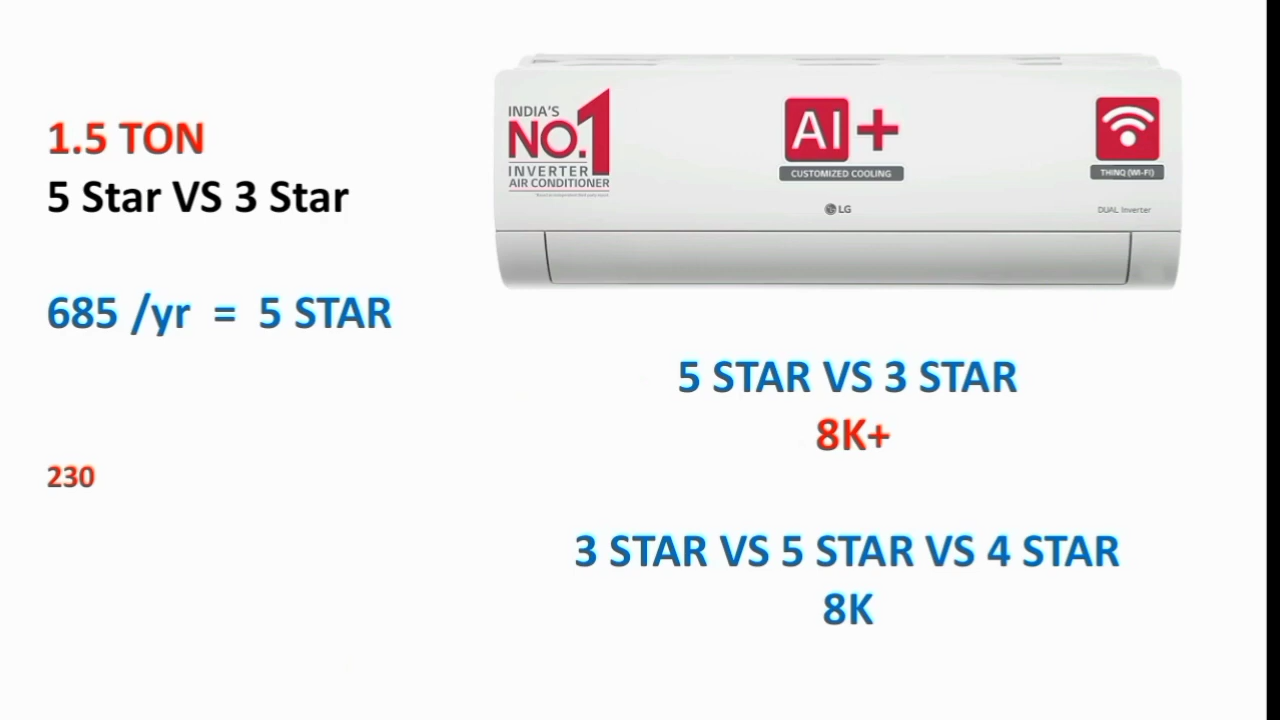 1.5 TON
5 Star VS 3 Star
685 /yr = 5 STAR
230
INDIA'S
NO.1
INVERTER
AIR CONDITIONER
AI+
CUSTOMIZED COOLING
LG
THINQ (WI-FI)
DUAL Inverter
5 STAR VS 3 STAR
8K+
3 STAR VS 5 STAR VS 4 STAR
8K